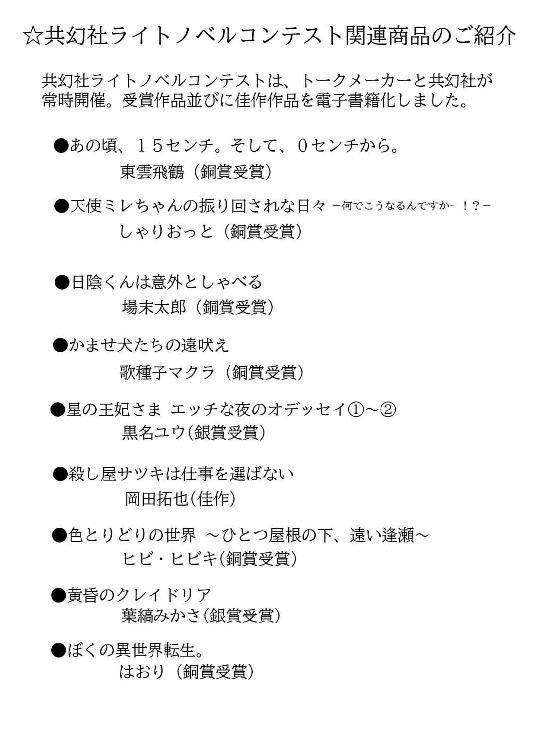 ☆共幻社ライトノベルコンテスト関連商品のご紹介
共幻社ライトノベルコンテストは、トークメーカーと共幻社が
常時開催。受賞作品並びに佳作作品を電子書籍化しました。
●あの頃、１５センチ。そして、０センチから。
東雲飛鶴（銅賞受賞）
●天使ミレちゃんの振り回されな日々 －何でこうなるんですか-！？－
しゃりおっと（銅賞受賞）
●日陰くんは意外としゃべる
場末太郎（銅賞受賞）
●かませ犬たちの遠吠え
歌種子マクラ（銅賞受賞）
●星の王妃さま エッチな夜のオデッセイ①～②
黒名ユウ(銀賞受賞）
●殺し屋サツキは仕事を選ばない
岡田拓也(佳作）
●色とりどりの世界 ～ひとつ屋根の下、遠い逢瀬～
ヒビ・ヒビキ(銅賞受賞）
●黄昏のクレイドリア
葉縞みかさ(銀賞受賞）
●ぼくの異世界転生。
はおり（銅賞受賞）